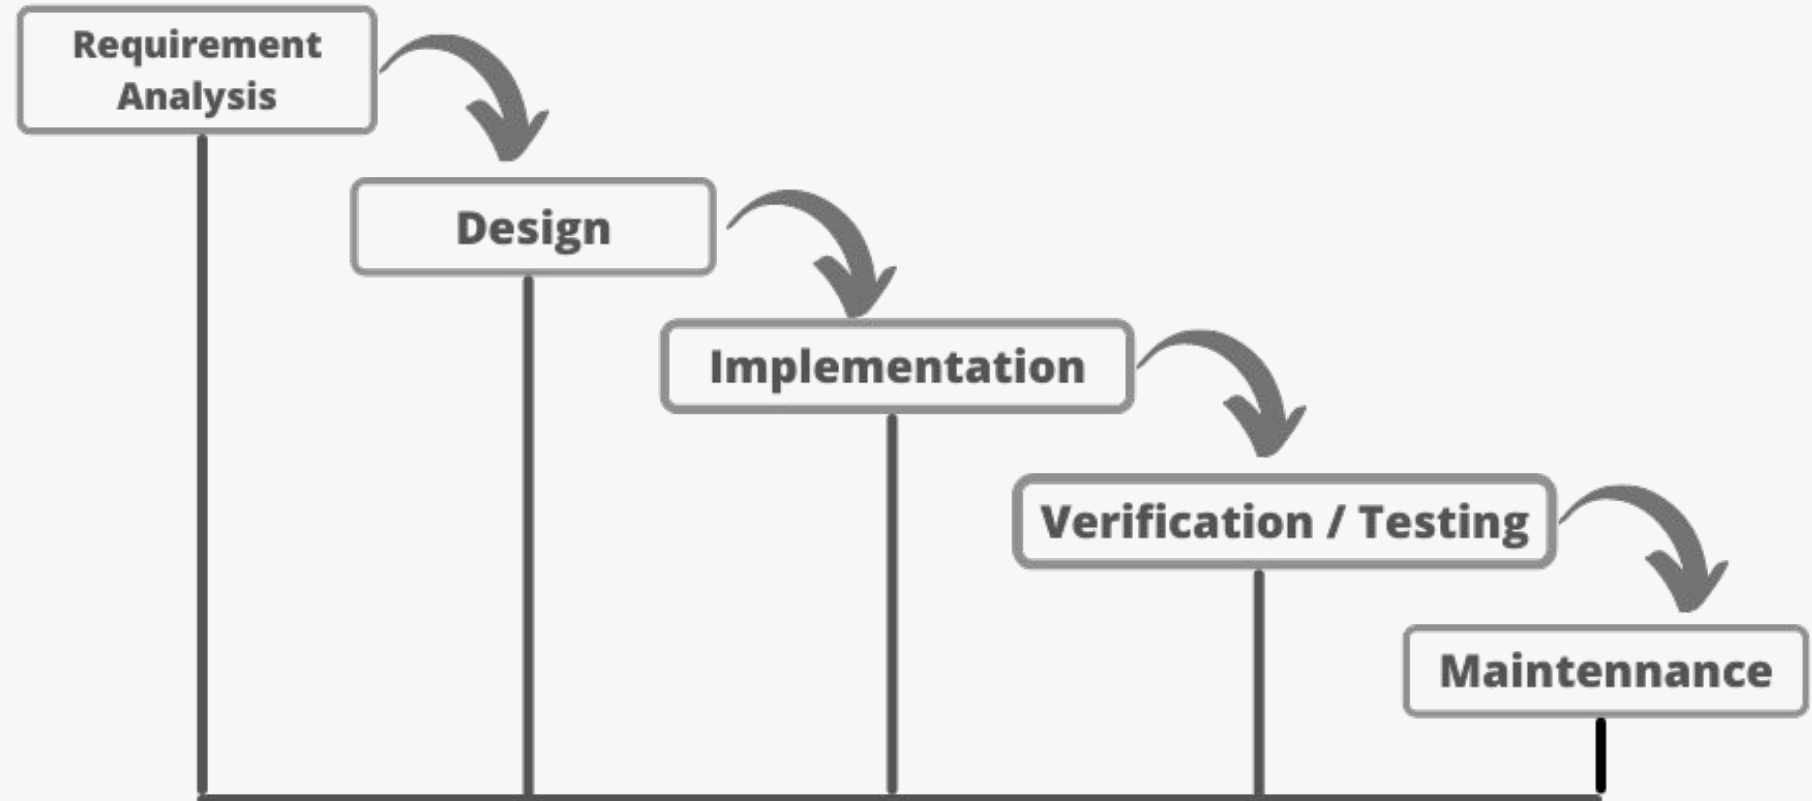 Requirement
Analysis
Design
Implementation
Verification / Testing
Maintennance